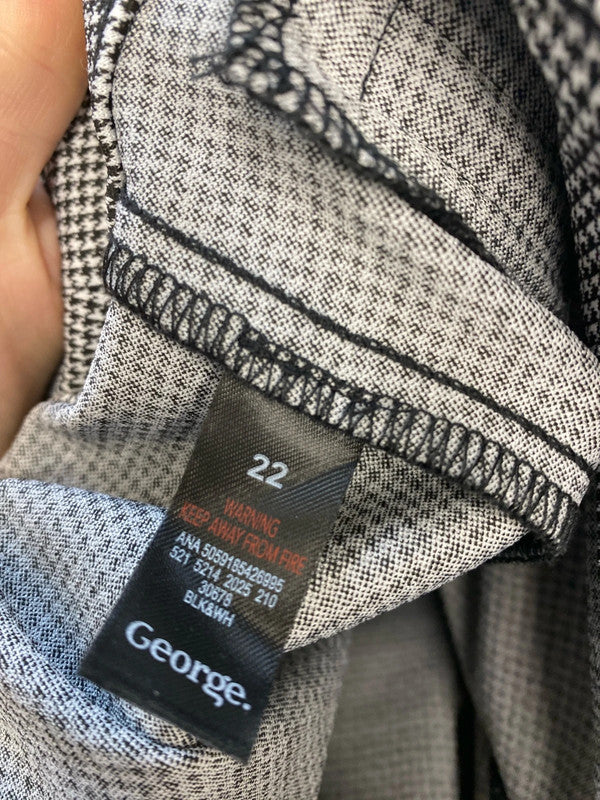 22
WARNING
KEEP AWAY FROM FIRE
ANA 5059185426995
521 5214 2025 210
30678
BLK&WH
George.